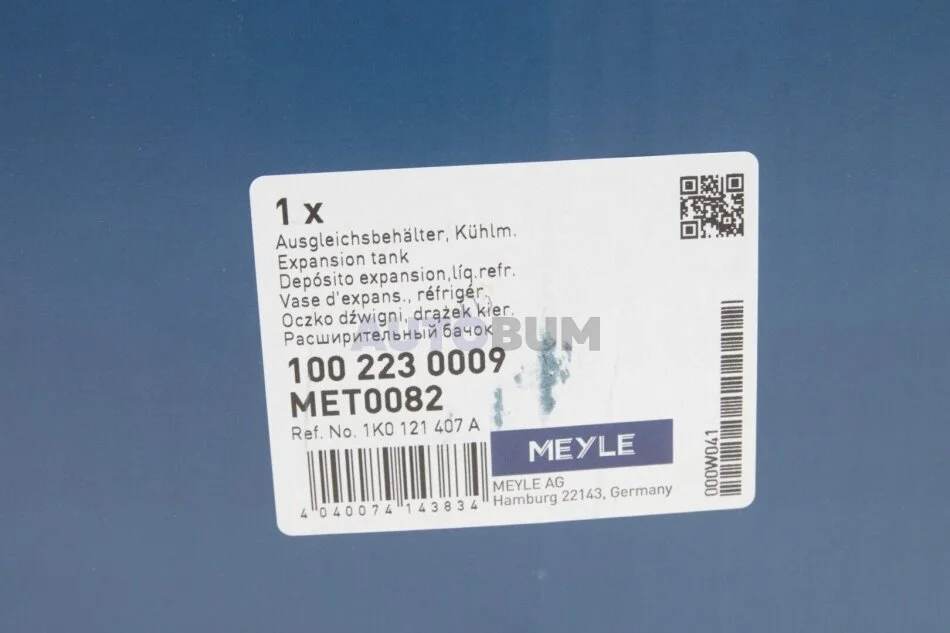 1 x
Ausgleichsbehälter, Kühlm.
Expansion tank
Depósito expansion,líq.refr.
Vase d'expans., réfrigér.
Oczko dźwigni, drążek kier.
Расширительный бачок
AUTOBUM
100 223 0009
MET0082
Ref. No. 1K0 121 407 A
MEYLE
MEYLE AG
Hamburg 22143, Germany
4 040074 143834
000W041